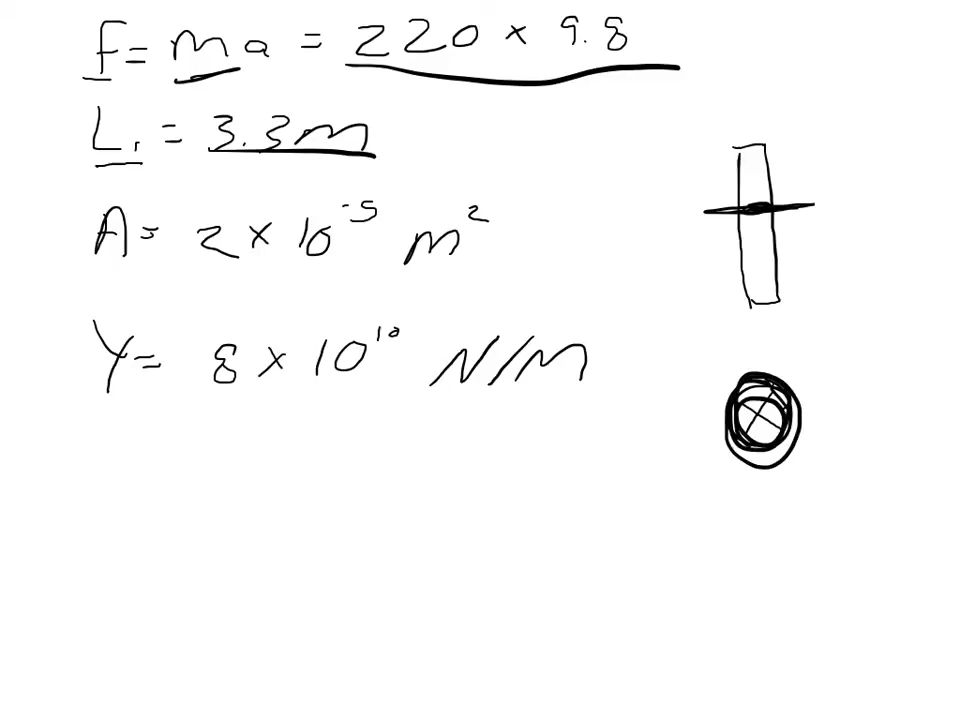 F = ma = 220 × 9.8
L₁ = 3.3m
A = 2 × 10⁻⁵ m²
Y = 8 × 10¹⁰ N/M